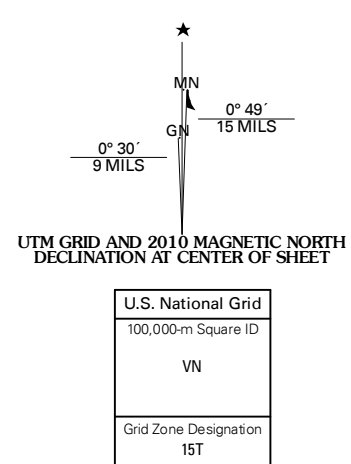 MN
0° 49´
15 MILS
GN
0° 30´
9 MILS
UTM GRID AND 2010 MAGNETIC NORTH
DECLINATION AT CENTER OF SHEET
U.S. National Grid
100,000-m Square ID
VN
Grid Zone Designation
15T